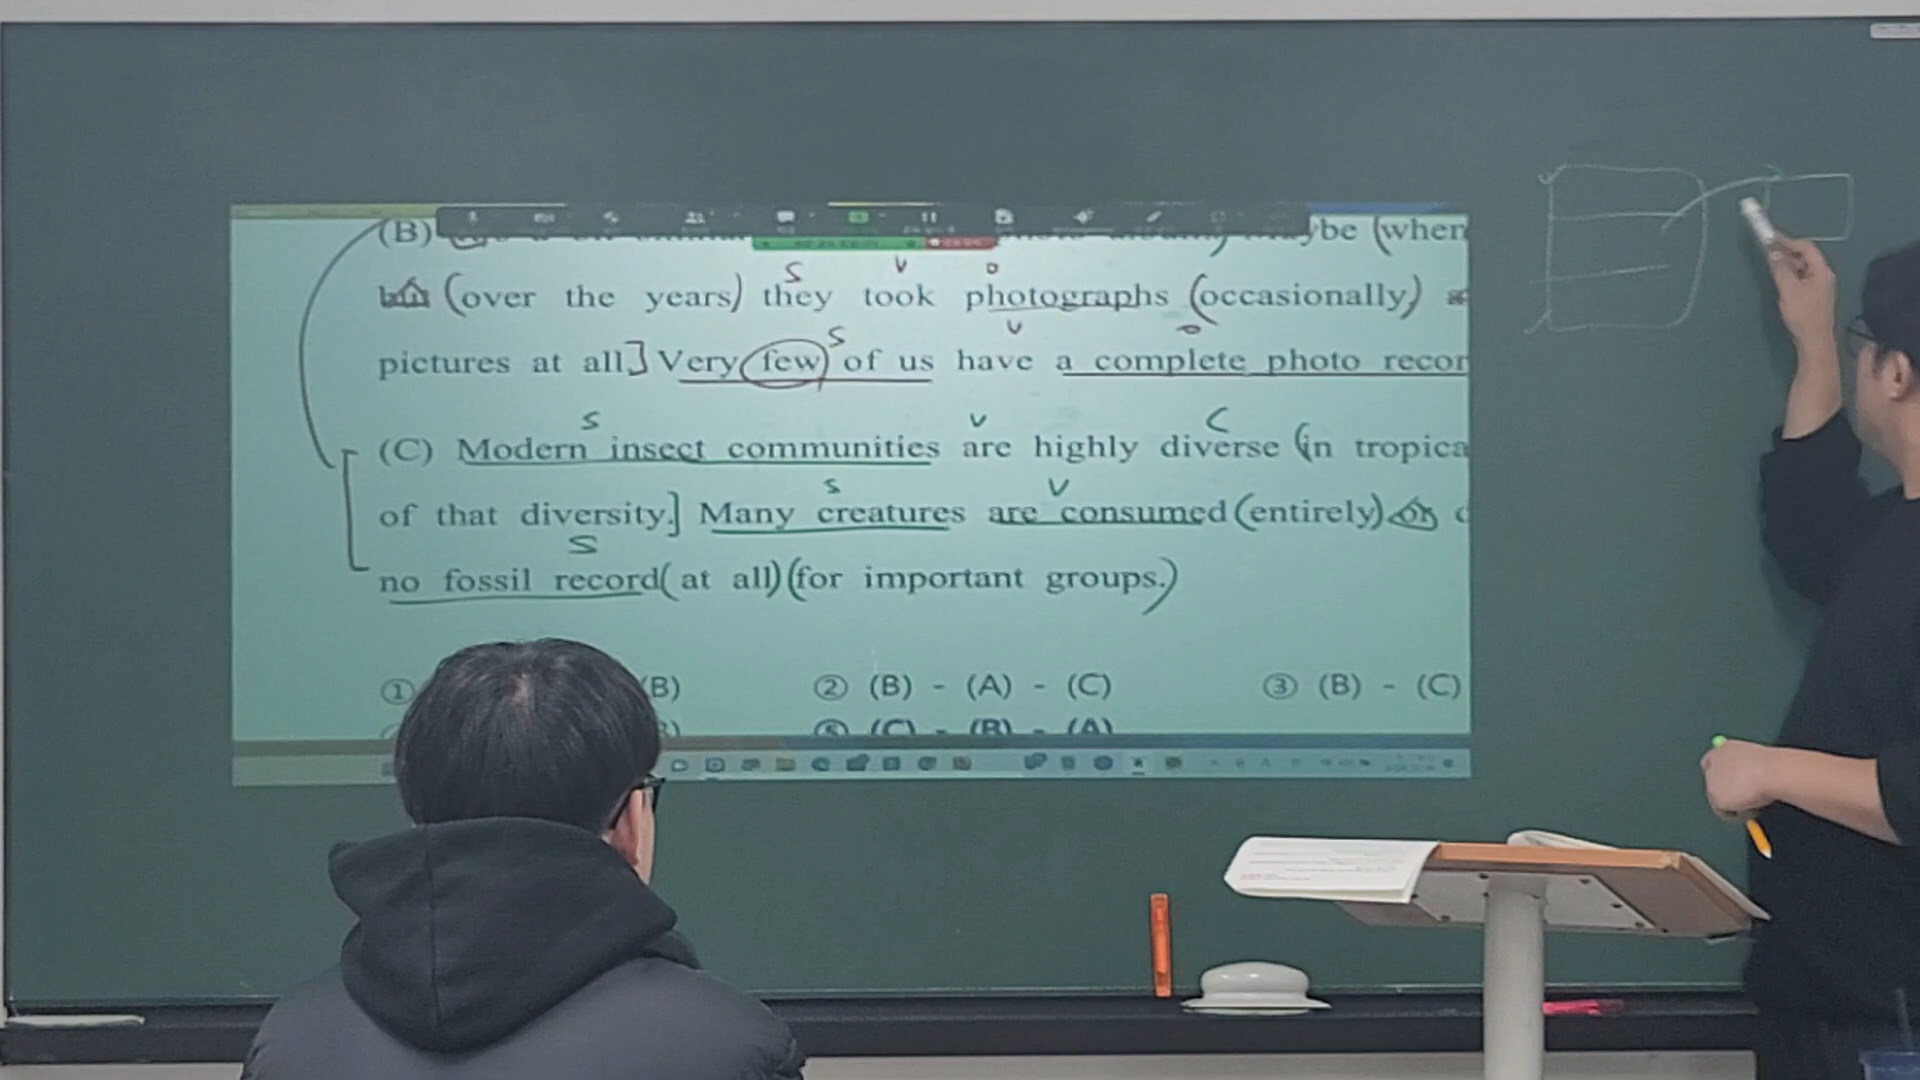 (B) ybe (when
(over the years) they took photographs (occasionally)
pictures at all] Very few of us have a complete photo recor
(C) Modern insect communities are highly diverse (in tropica
of that diversity.] Many creatures are consumed (entirely) or
no fossil record (at all) (for important groups.)
① B) ② (B) - (A) - (C) ③ (B) - (C)
⑤ (C) - (B) - (A)